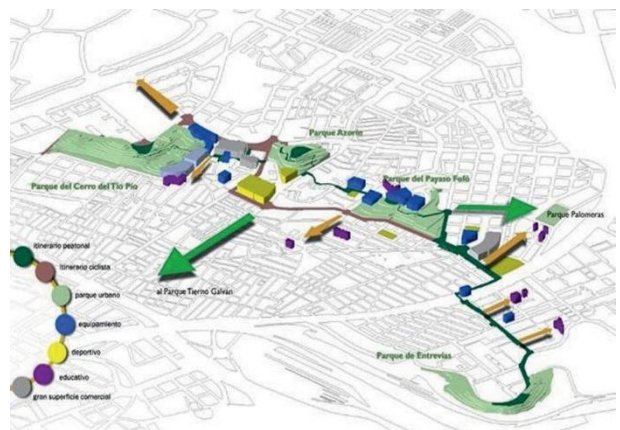 Parque Azorín
Parque del Cerro del Tío Pío
Parque del Payaso Fofó
Parque Palomeras
al Parque Tierno Galván
Parque de Entrevías
itinerario peatonal
itinerario ciclista
parque urbano
equipamiento
deportivo
educativo
gran superficie comercial